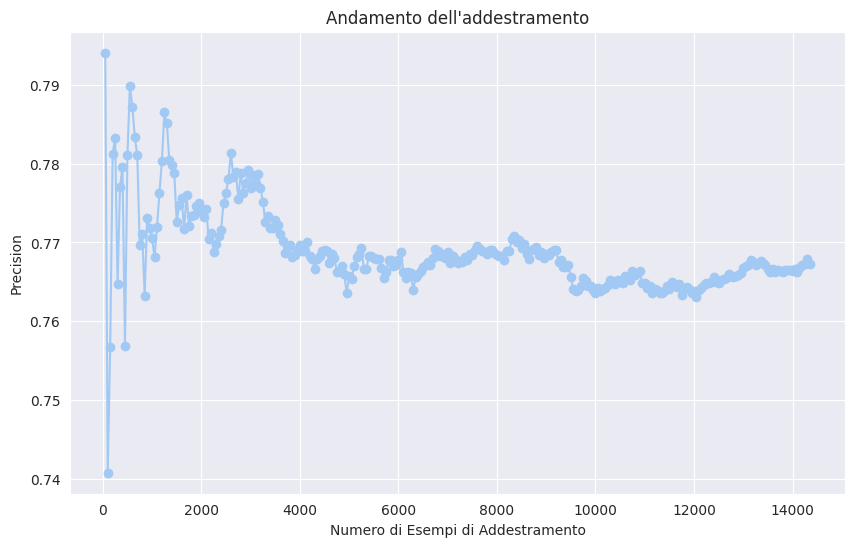 Andamento dell'addestramento
Precision
0.79
0.78
0.77
0.76
0.75
0.74
0 2000 4000 6000 8000 10000 12000 14000
Numero di Esempi di Addestramento